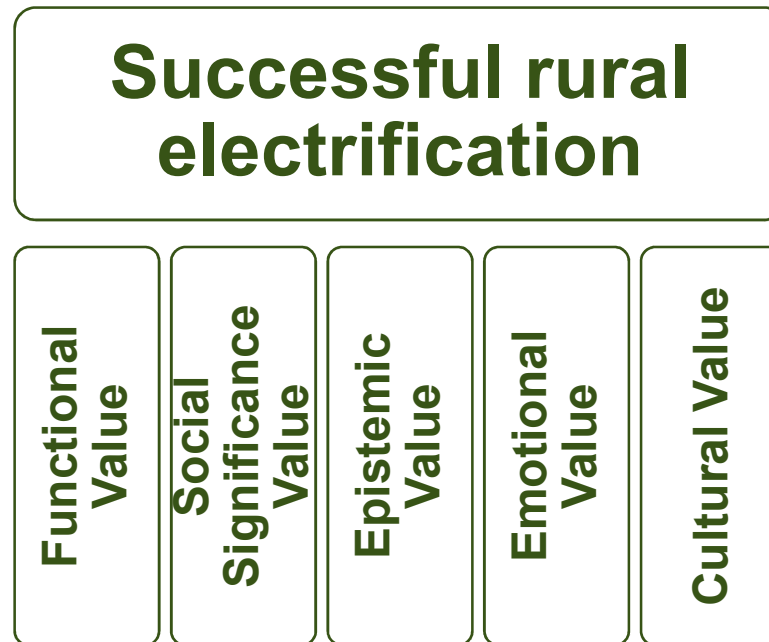 Successful rural
electrification
Functional
Value
Social
Significance
Value
Epistemic
Value
Emotional
Value
Cultural Value